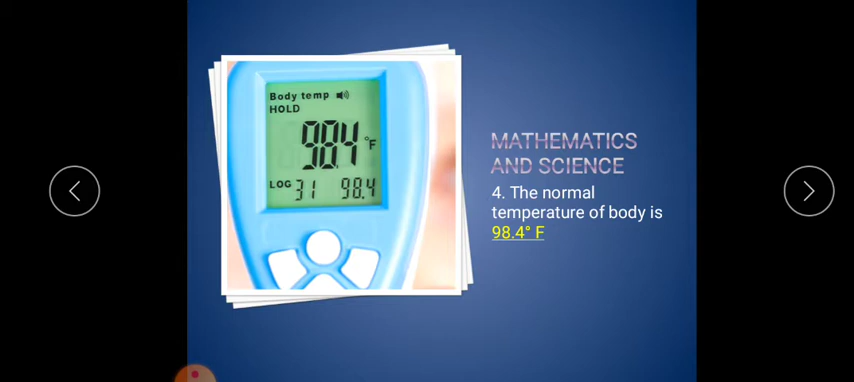 Body temp
HOLD
98.4 °F
LOG 31 98.4
MATHEMATICS
AND SCIENCE
4. The normal
temperature of body is
98.4° F